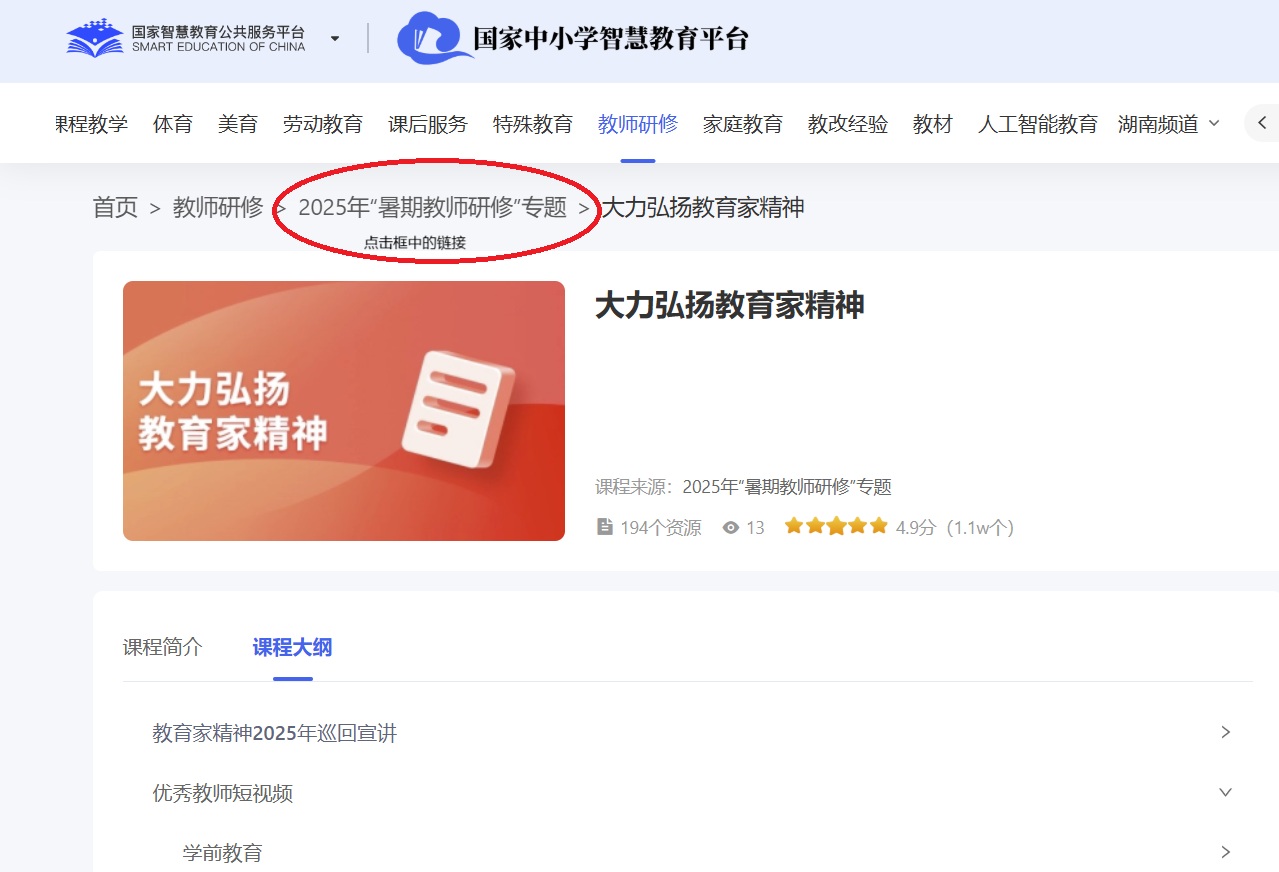 国家智慧教育公共服务平台
SMART EDUCATION OF CHINA
国家中小学智慧教育平台
课程教学 体育 美育 劳动教育 课后服务 特殊教育 教师研修 家庭教育 教改经验 教材 人工智能教育 湖南频道
首页 > 教师研修 > 2025年“暑期教师研修”专题 > 大力弘扬教育家精神
点击框中的链接
大力弘扬
教育家精神
大力弘扬教育家精神
课程来源：2025年“暑期教师研修”专题
194个资源 13 4.9分（1.1w个）
课程简介 课程大纲
教育家精神2025年巡回宣讲
优秀教师短视频
学前教育